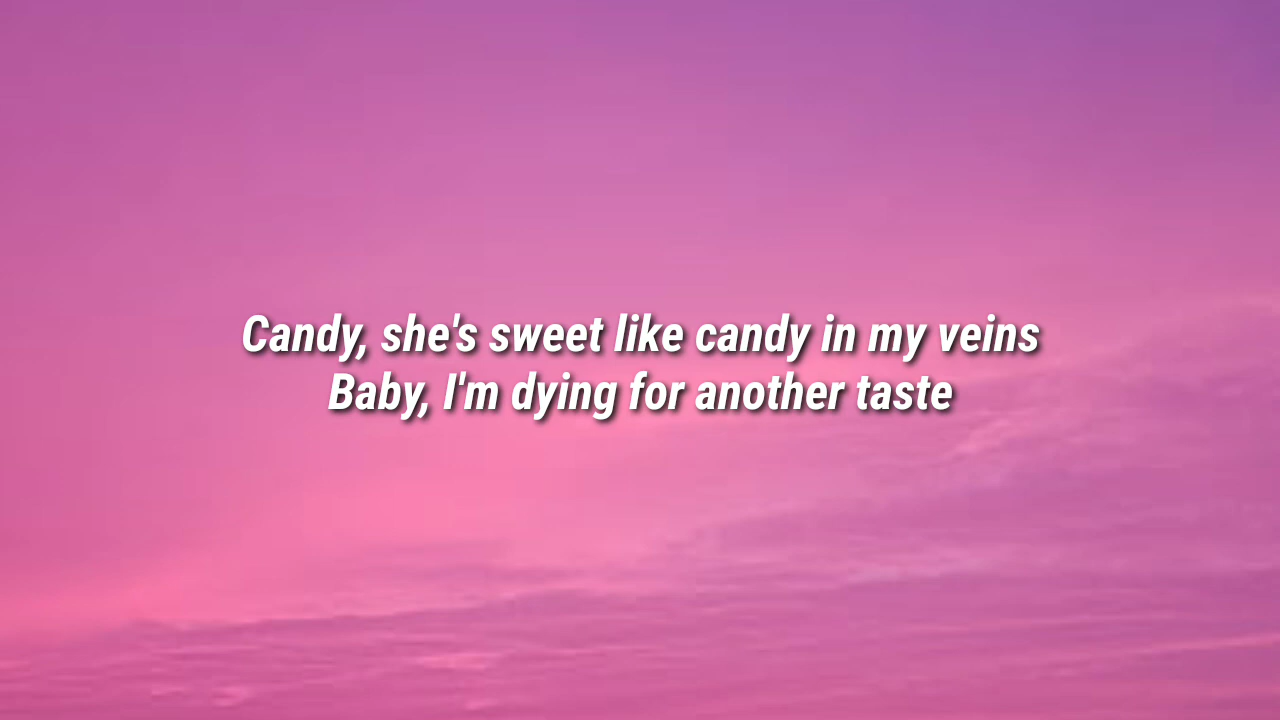 Candy, she's sweet like candy in my veins
Baby, I'm dying for another taste